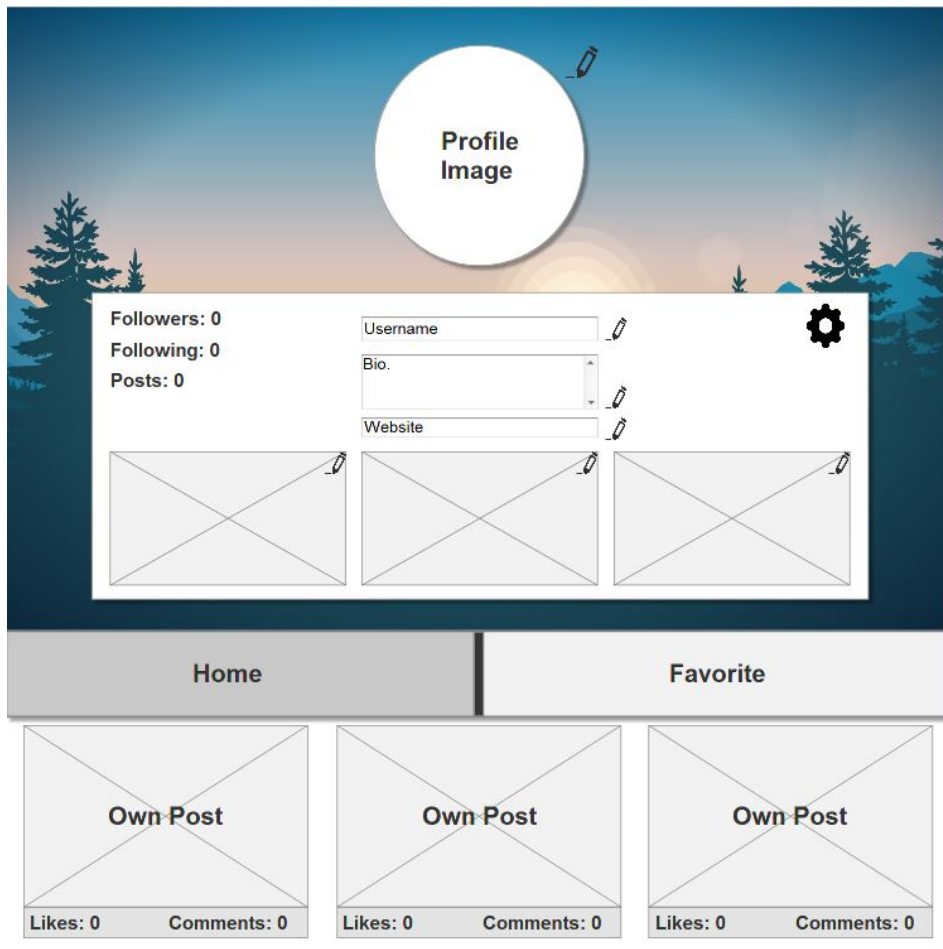 Profile
Image
Followers: 0
Following: 0
Posts: 0
Username
Bio.
Website
Home
Favorite
Own Post
Own Post
Own Post
Likes: 0
Comments: 0
Likes: 0
Comments: 0
Likes: 0
Comments: 0